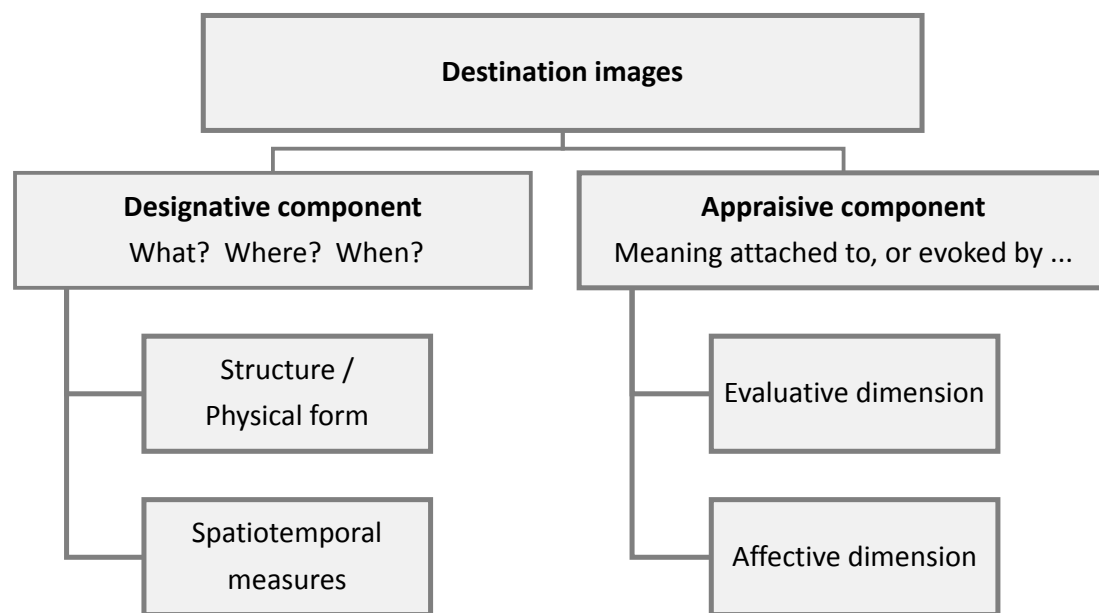 Destination images
Designative component
What?  Where?  When?
Structure /
Physical form
Spatiotemporal
measures
Appraisive component
Meaning attached to, or evoked by ...
Evaluative dimension
Affective dimension